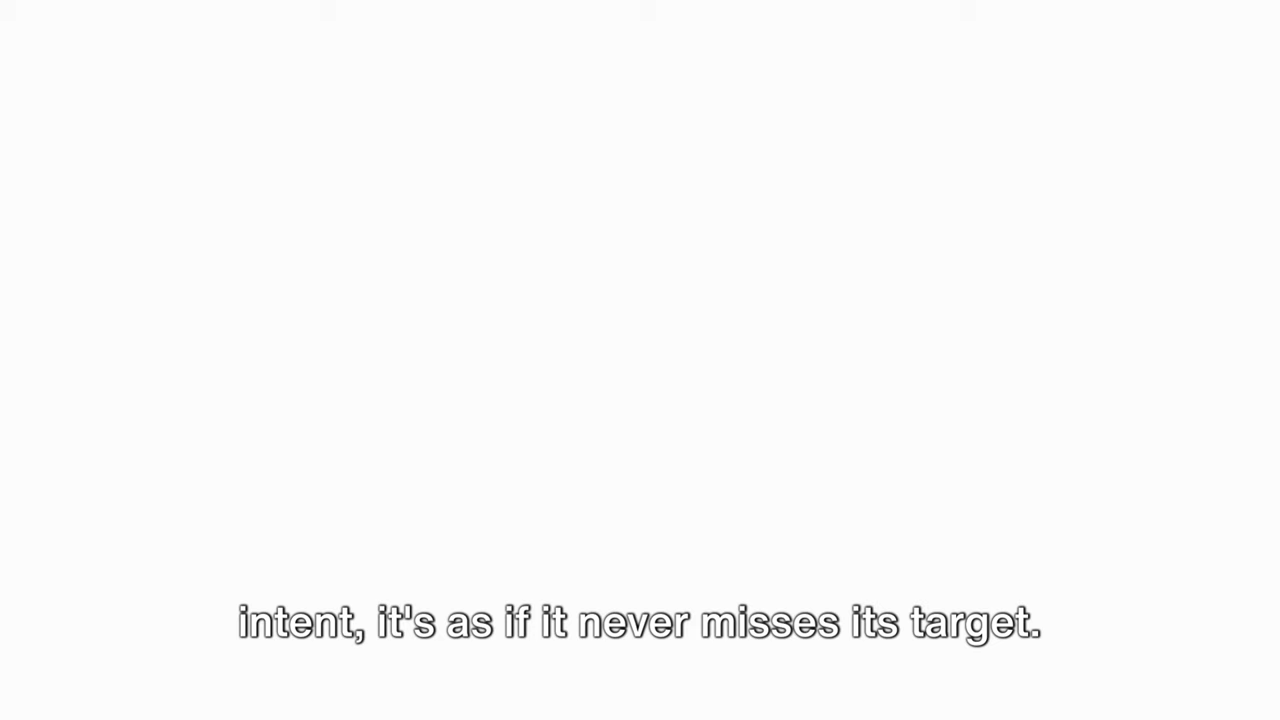 intent, it's as if it never misses its target.